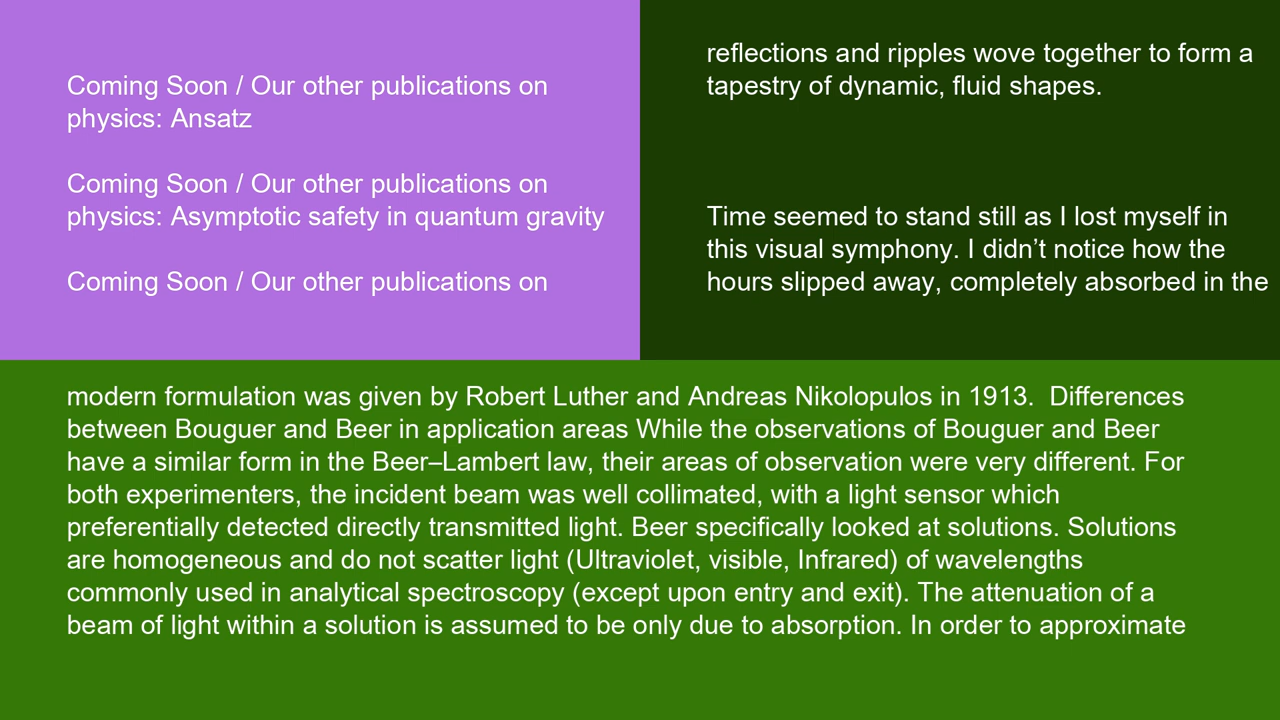 Coming Soon / Our other publications on
physics: Ansatz
Coming Soon / Our other publications on
physics: Asymptotic safety in quantum gravity
Coming Soon / Our other publications on
reflections and ripples wove together to form a
tapestry of dynamic, fluid shapes.
Time seemed to stand still as I lost myself in
this visual symphony. I didn’t notice how the
hours slipped away, completely absorbed in the
modern formulation was given by Robert Luther and Andreas Nikolopulos in 1913.  Differences
between Bouguer and Beer in application areas While the observations of Bouguer and Beer
have a similar form in the Beer–Lambert law, their areas of observation were very different. For
both experimenters, the incident beam was well collimated, with a light sensor which
preferentially detected directly transmitted light. Beer specifically looked at solutions. Solutions
are homogeneous and do not scatter light (Ultraviolet, visible, Infrared) of wavelengths
commonly used in analytical spectroscopy (except upon entry and exit). The attenuation of a
beam of light within a solution is assumed to be only due to absorption. In order to approximate